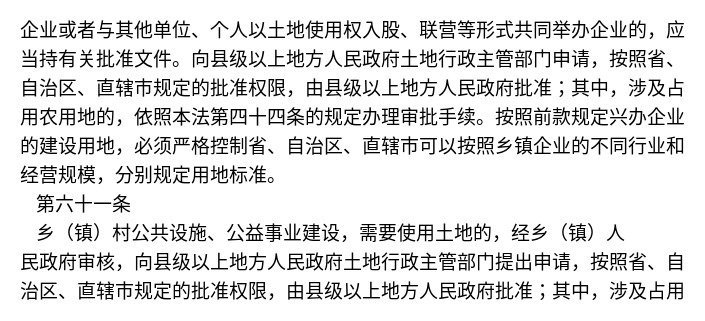 企业或者与其他单位、个人以土地使用权入股、联营等形式共同举办企业的，应
当持有关批准文件。向县级以上地方人民政府土地行政主管部门申请，按照省、
自治区、直辖市规定的批准权限，由县级以上地方人民政府批准；其中，涉及占
用农用地的，依照本法第四十四条的规定办理审批手续。按照前款规定兴办企业
的建设用地，必须严格控制省、自治区、直辖市可以按照乡镇企业的不同行业和
经营规模，分别规定用地标准。
第六十一条
乡（镇）村公共设施、公益事业建设，需要使用土地的，经乡（镇）人
民政府审核，向县级以上地方人民政府土地行政主管部门提出申请，按照省、自
治区、直辖市规定的批准权限，由县级以上地方人民政府批准；其中，涉及占用